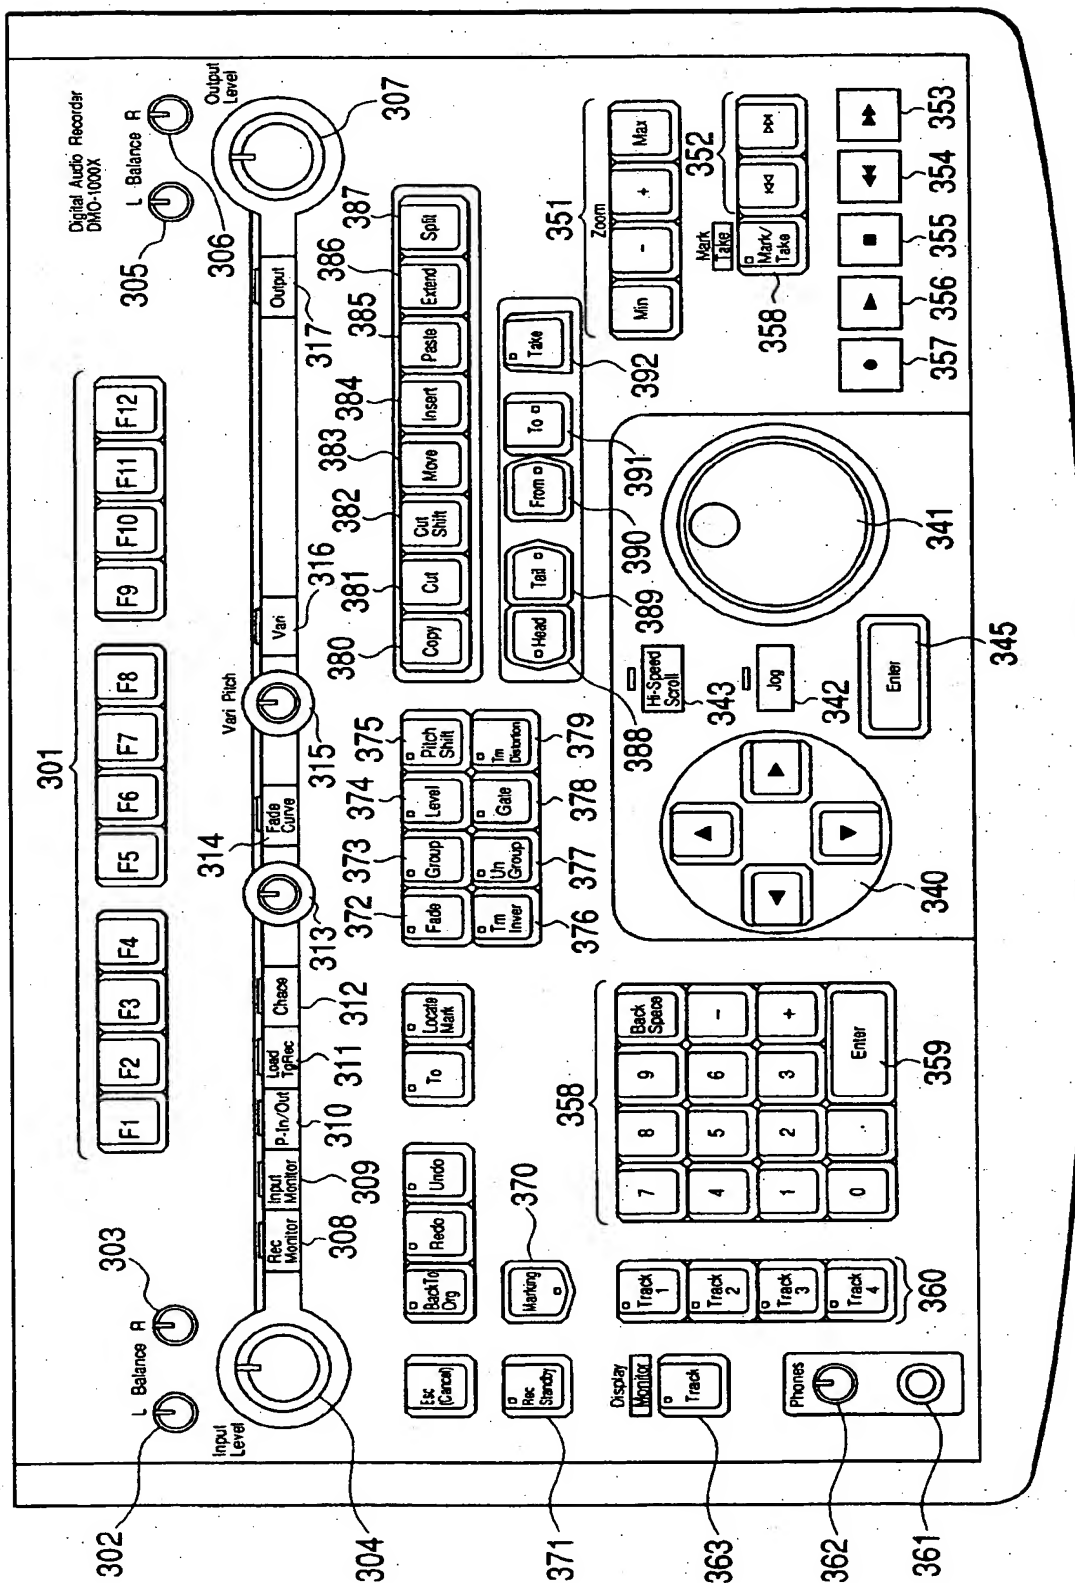 301
F1 F2 F3 F4 F5 F6 F7 F8 F9 F10 F11 F12
Digital Audio Recorder
DMO-1000X
302
303
L Balance R
L Balance R
305
306
Input
Level
Output
Level
304
307
Rec
Monitor
308
Input
Monitor
309
P-In/Out
310
Load
ToRec
311
Chace
312
313
314
Fade
Curve
Vari Pitch
315
Vari
316
Output
317
Esc
(Cancel)
Back To
Org
Redo
Undo
To
Locate
Mark
372 373 374 375
Fade
Group
Level
Pitch
Shift
Tm
Inver
Un
Group
Gate
Tm
Distortion
376 377 378 379
380 381 382 383 384 385 386 387
Copy
Cut
Cut
Shift
Move
Insert
Paste
Extend
Split
Rec
Standby
371
Marking
370
Head
Tail
From
To
Take
388 389 390 391 392
351
Zoom
Min - + Max
352
Mark
Take
Mark/
Take
358
357 356 355 354 353
Display
Monitor
Track
363
Track
1
Track
2
Track
3
Track
4
360
358
7 8 9 Back
Space
4 5 6 -
1 2 3 +
0 . Enter
359
Hi-Speed
Scroll
343
Jog
342
340
341
Enter
345
Phones
362
361